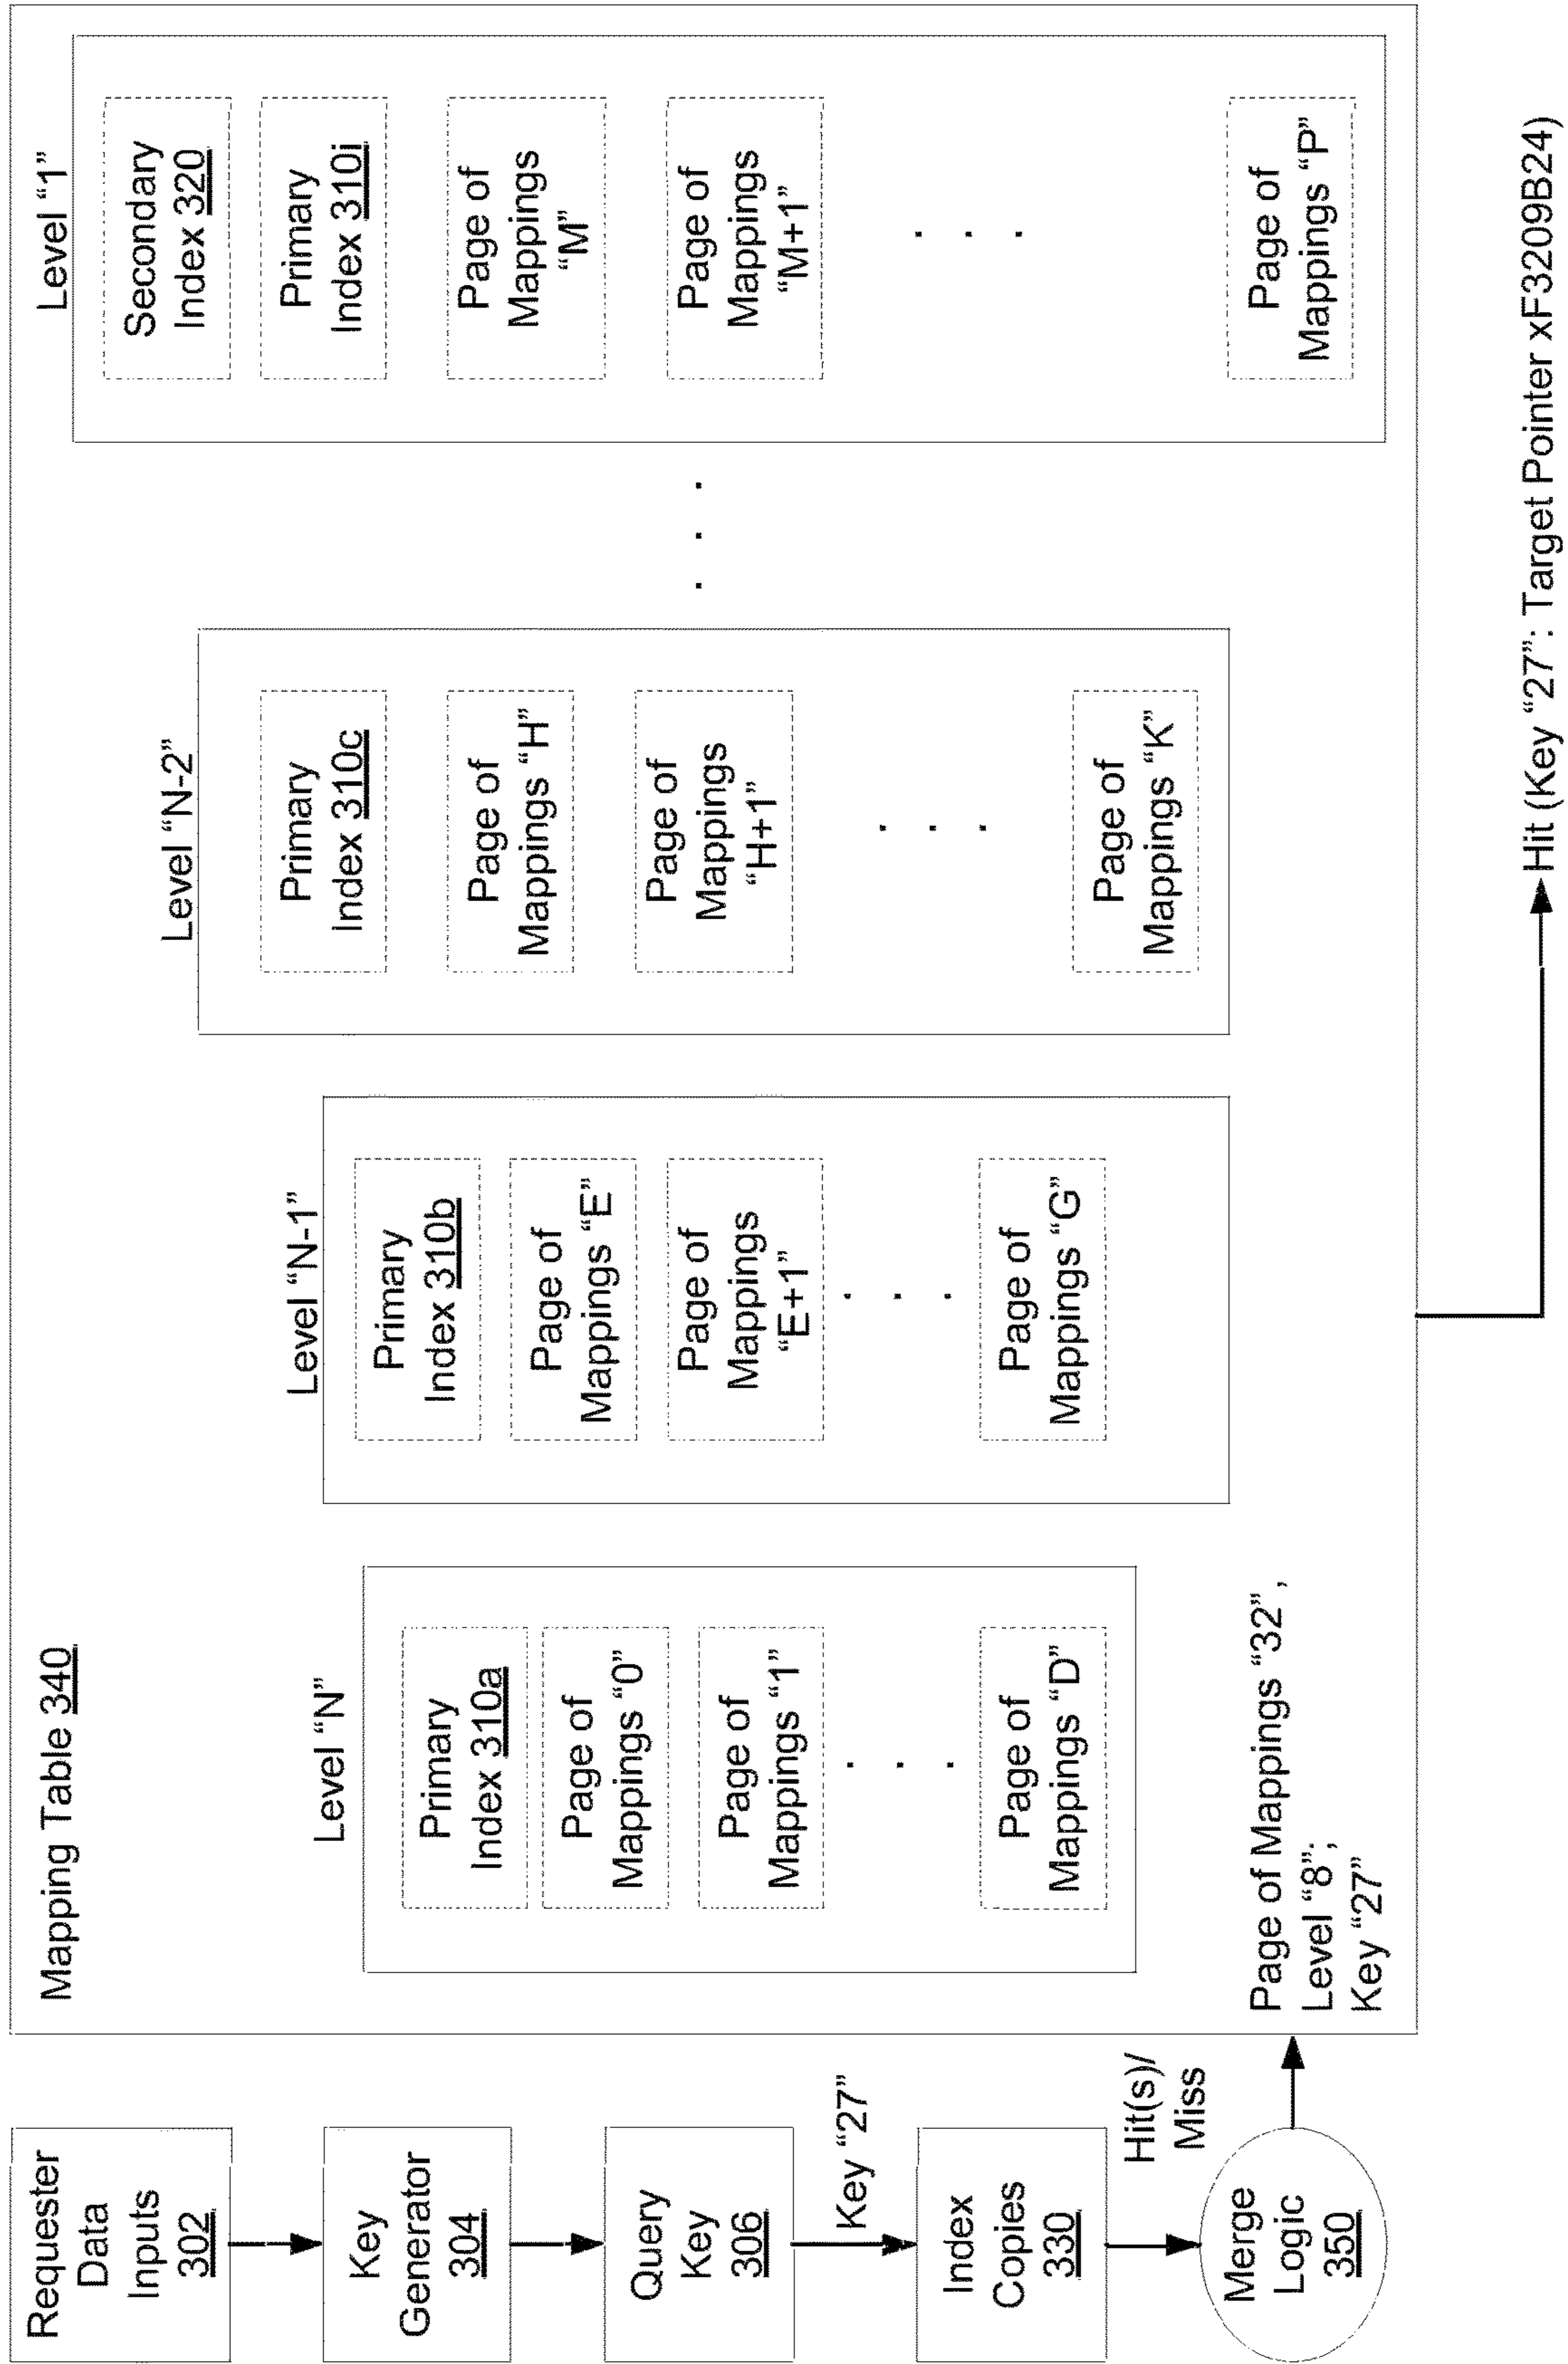 Requester
Data
Inputs
302
Key
Generator
304
Query
Key
306
Key “27”
Index
Copies
330
Hit(s)/
Miss
Merge
Logic
350
Mapping Table 340
Level “N”
Primary
Index 310a
Page of
Mappings “0”
Page of
Mappings “1”
. . .
Page of
Mappings “D”
Level “N-1”
Primary
Index 310b
Page of
Mappings “E”
Page of
Mappings
“E+1”
. . .
Page of
Mappings “G”
Level “N-2”
Primary
Index 310c
Page of
Mappings “H”
Page of
Mappings
“H+1”
. . .
Page of
Mappings “K”
. . .
Level “1”
Secondary
Index 320
Primary
Index 310i
Page of
Mappings
“M”
Page of
Mappings
“M+1”
. . .
Page of
Mappings “P”
Page of Mappings “32”,
Level “8”;
Key “27”
Hit (Key “27”: Target Pointer xF3209B24)